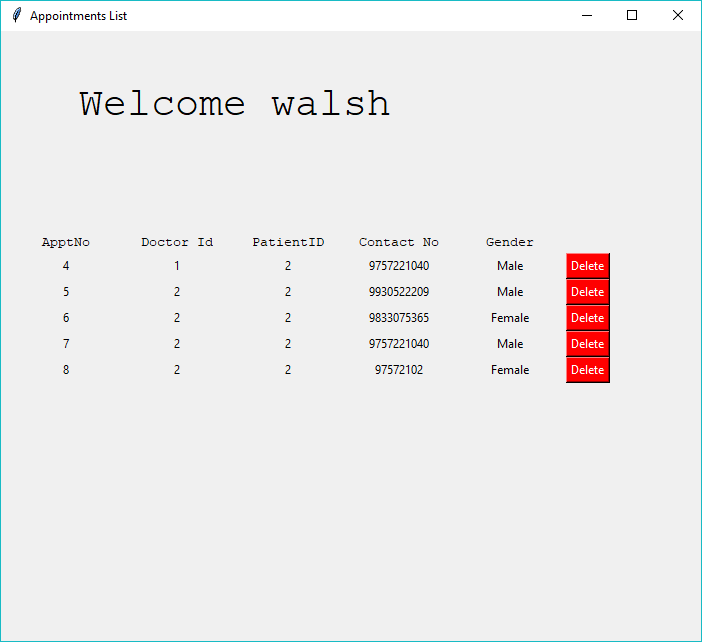 Appointments List
Welcome walsh
ApptNo Doctor Id PatientID Contact No Gender
4 1 2 9757221040 Male Delete
5 2 2 9930522209 Male Delete
6 2 2 9833075365 Female Delete
7 2 2 9757221040 Male Delete
8 2 2 97572102 Female Delete